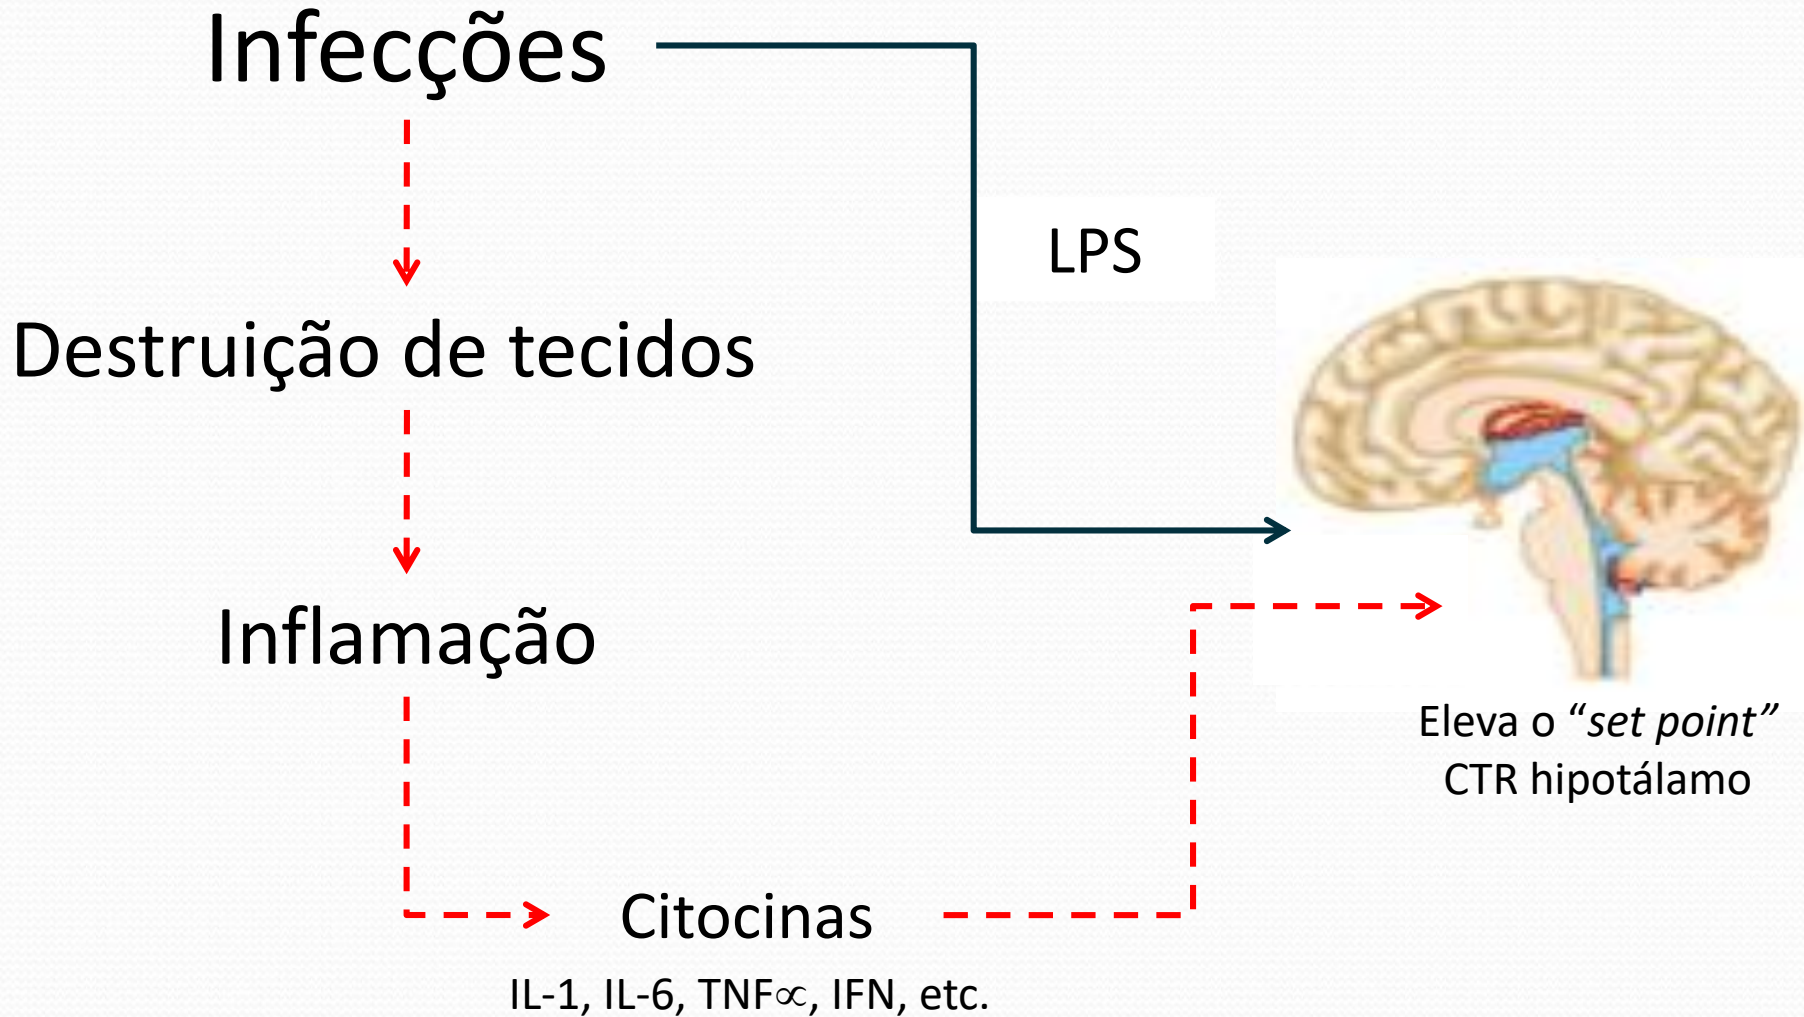 Infecções
LPS
Destruição de tecidos
Inflamação
Eleva o “set point”
CTR hipotálamo
Citocinas
IL-1, IL-6, TNF∝, IFN, etc.